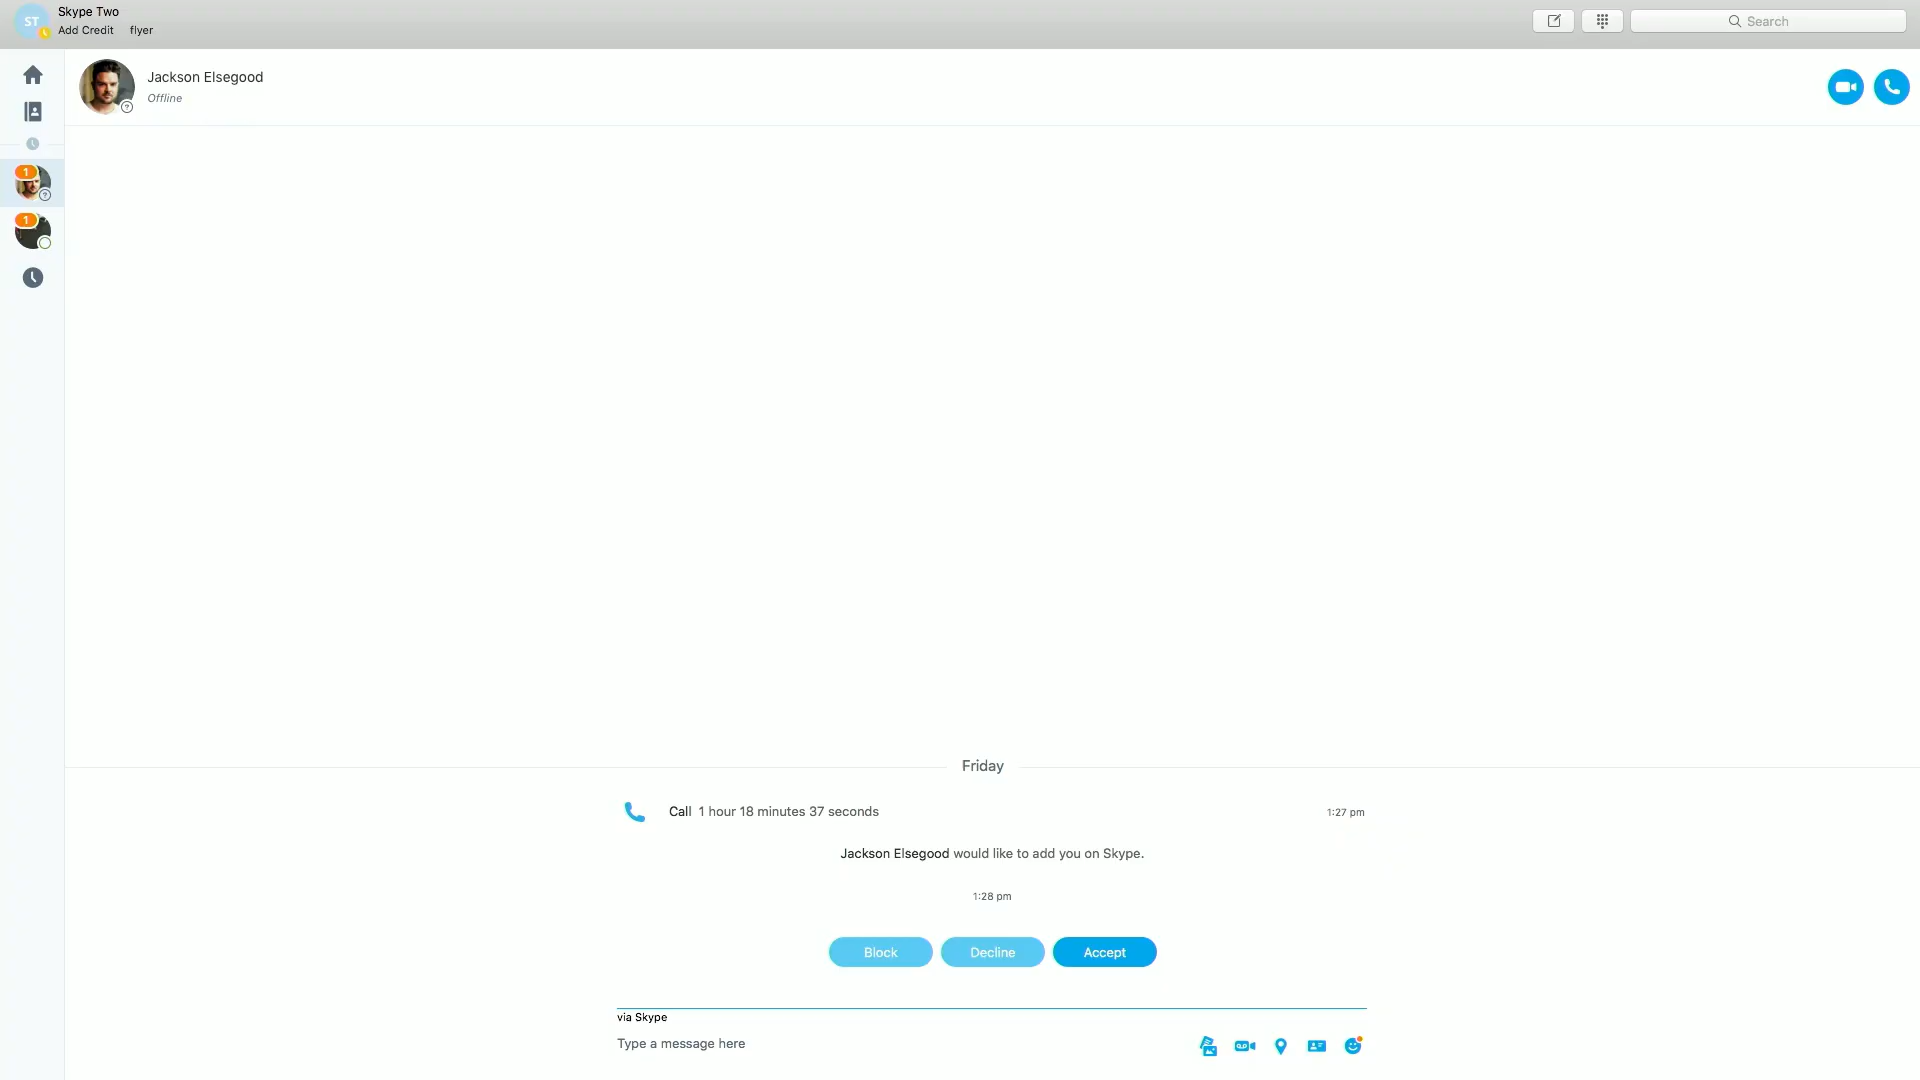 ST
Skype Two
Add Credit flyer
Search
Jackson Elsegood
Offline
1
1
Friday
Call 1 hour 18 minutes 37 seconds 1:27 pm
Jackson Elsegood would like to add you on Skype.
1:28 pm
Block Decline Accept
via Skype
Type a message here